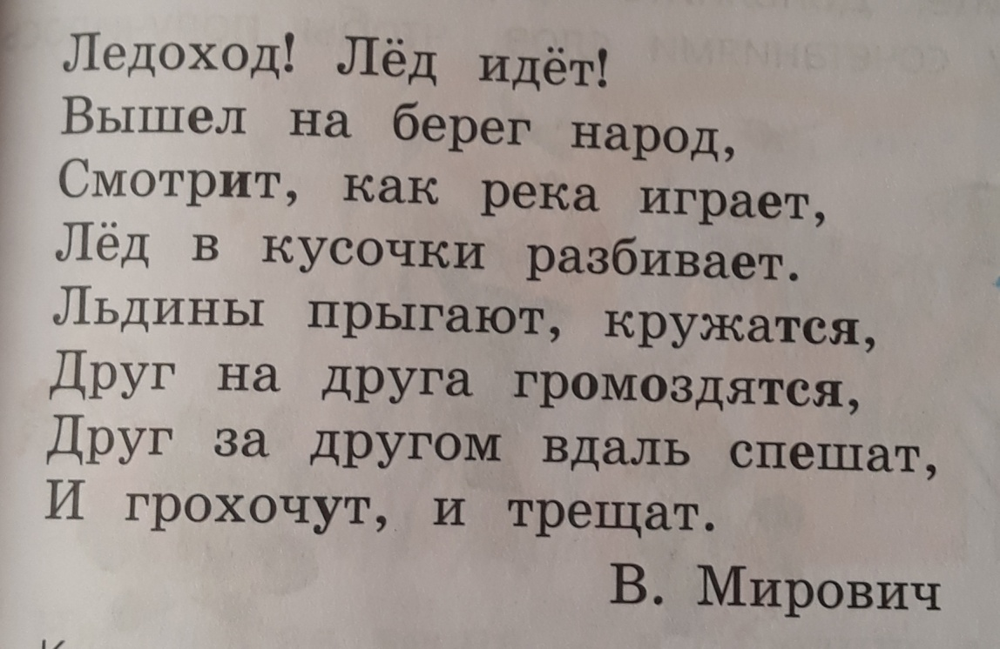 Ледоход! Лёд идёт!
Вышел на берег народ,
Смотрит, как река играет,
Лёд в кусочки разбивает.
Льдины прыгают, кружатся,
Друг на друга громоздятся,
Друг за другом вдаль спешат,
И грохочут, и трещат.
В. Мирович